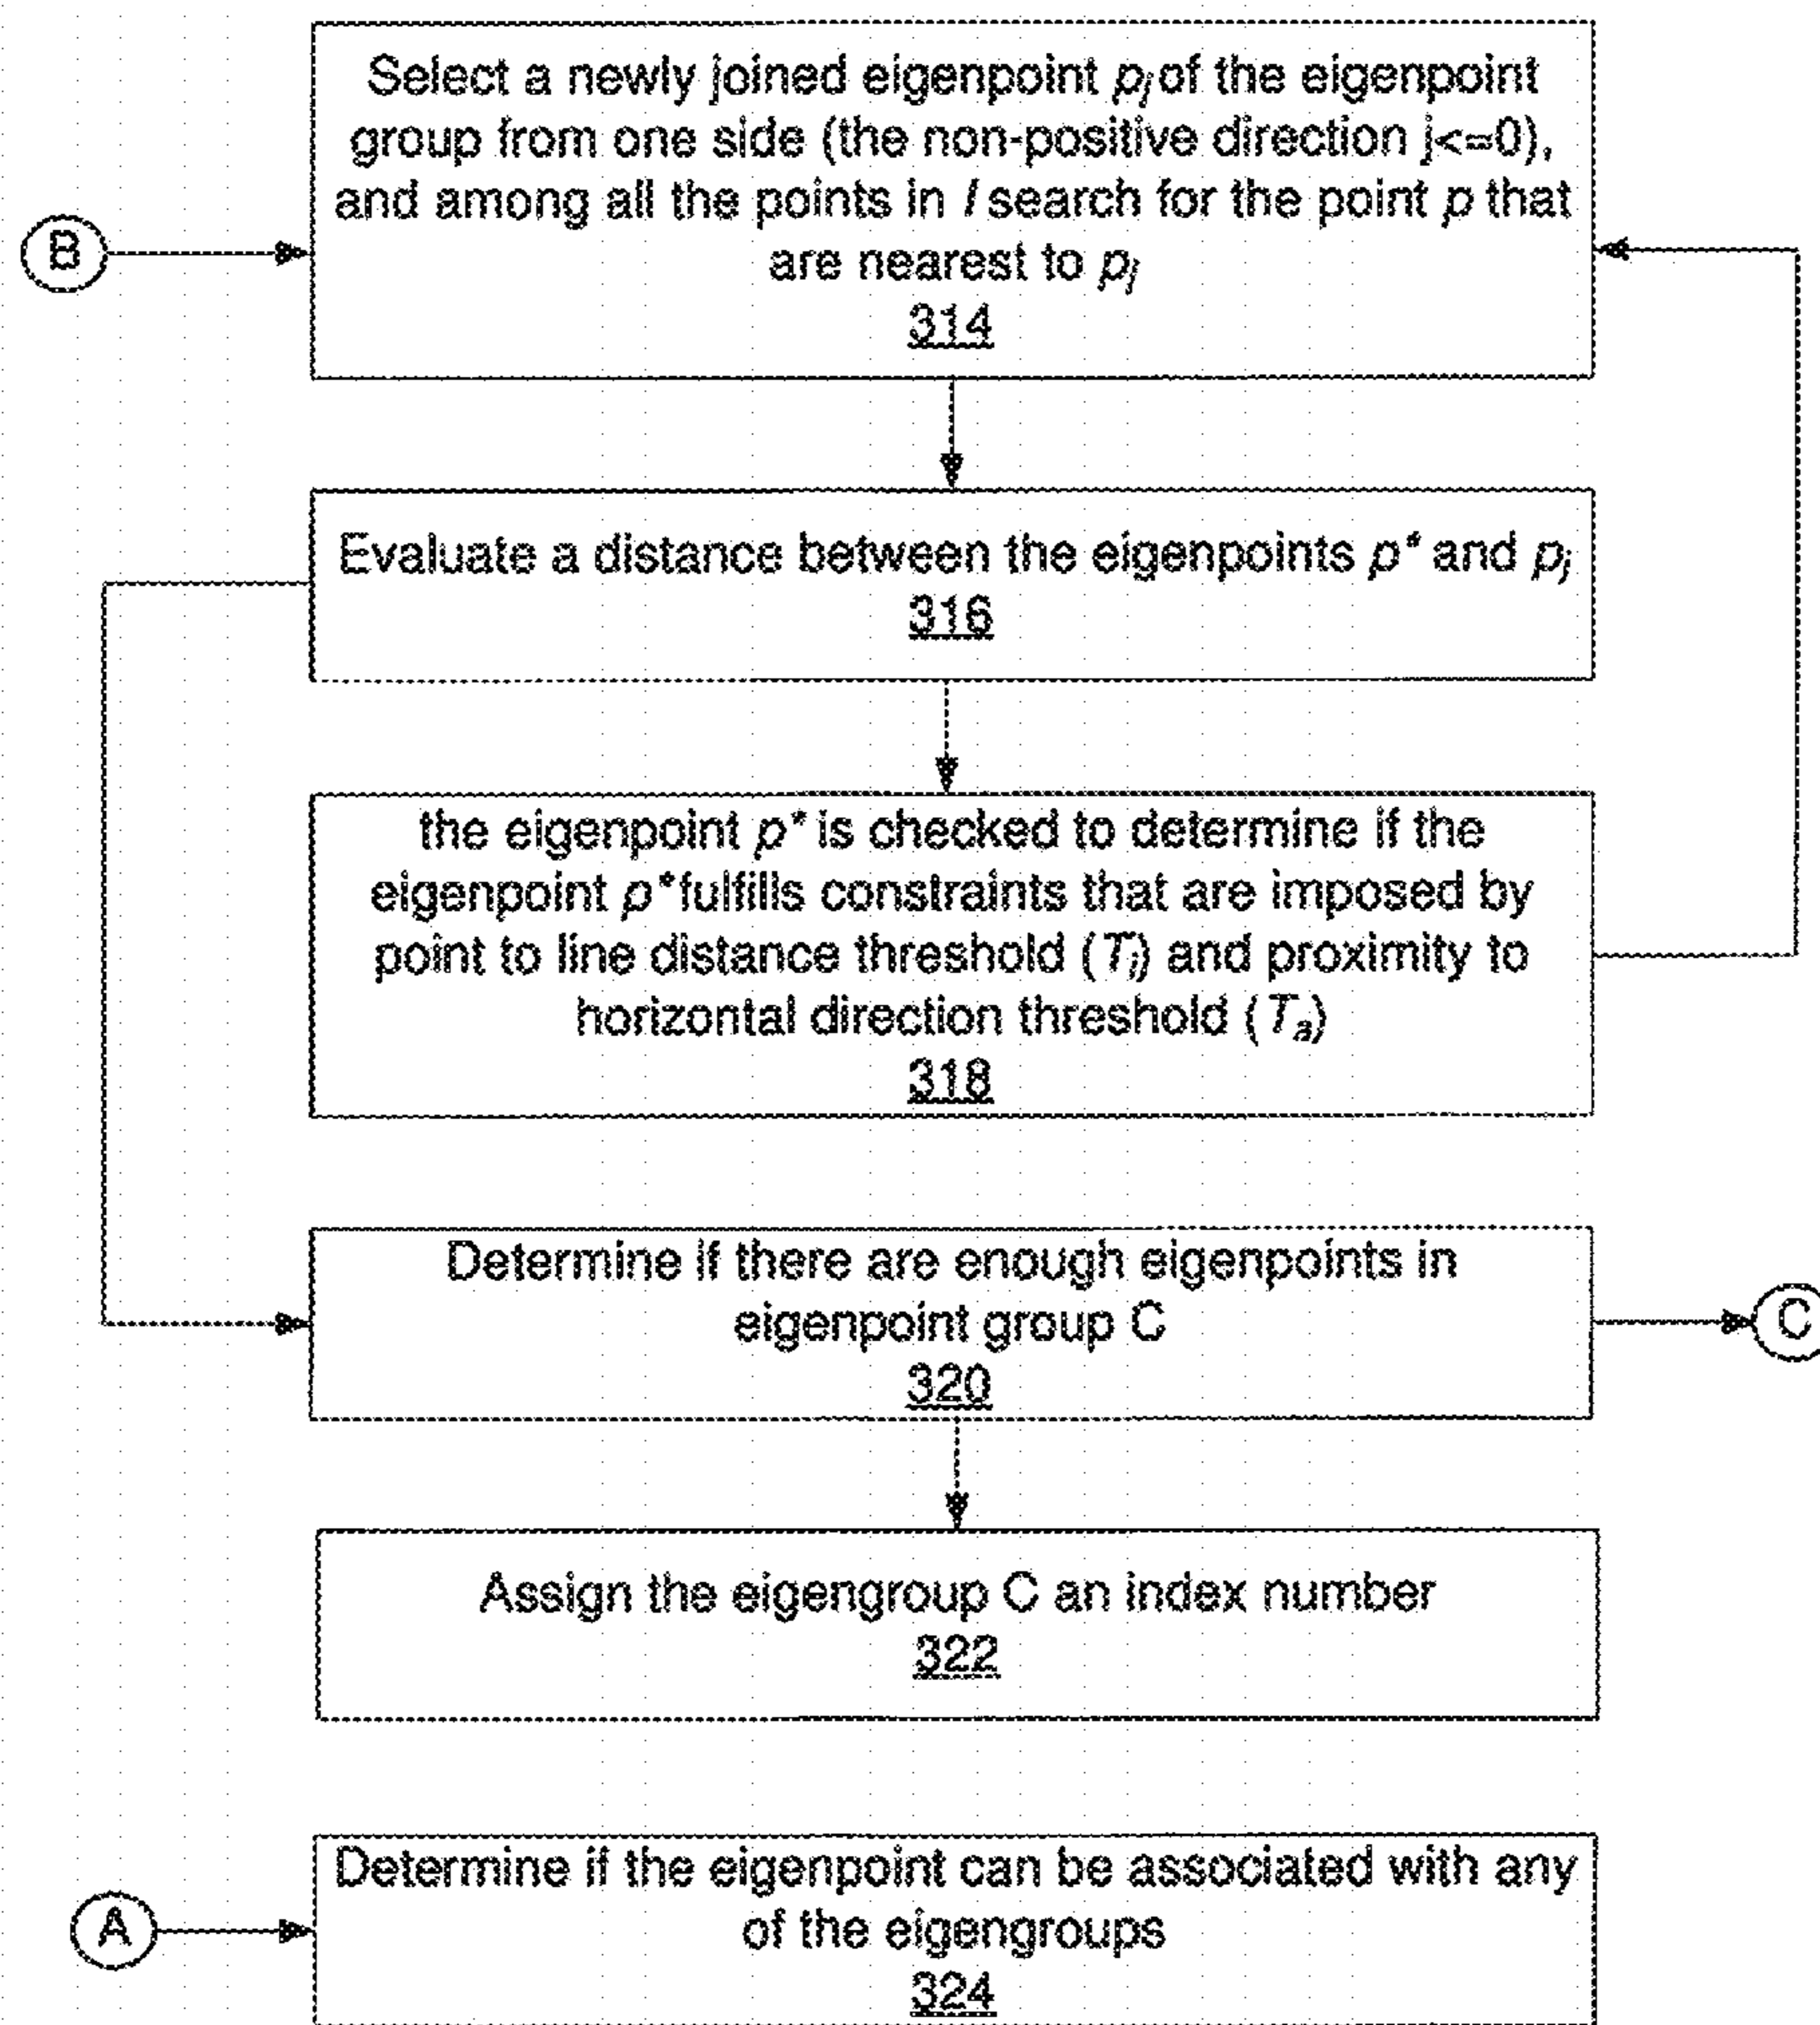 Select a newly joined eigenpoint pj of the eigenpoint
group from one side (the non-positive direction j<=0),
and among all the points in I search for the point p that
are nearest to pj
314
B
Evaluate a distance between the eigenpoints p* and pj
316
the eigenpoint p* is checked to determine if the
eigenpoint p* fulfills constraints that are imposed by
point to line distance threshold (Tl) and proximity to
horizontal direction threshold (Ta)
318
Determine if there are enough eigenpoints in
eigenpoint group C
320
C
Assign the eigengroup C an index number
322
A
Determine if the eigenpoint can be associated with any
of the eigengroups
324